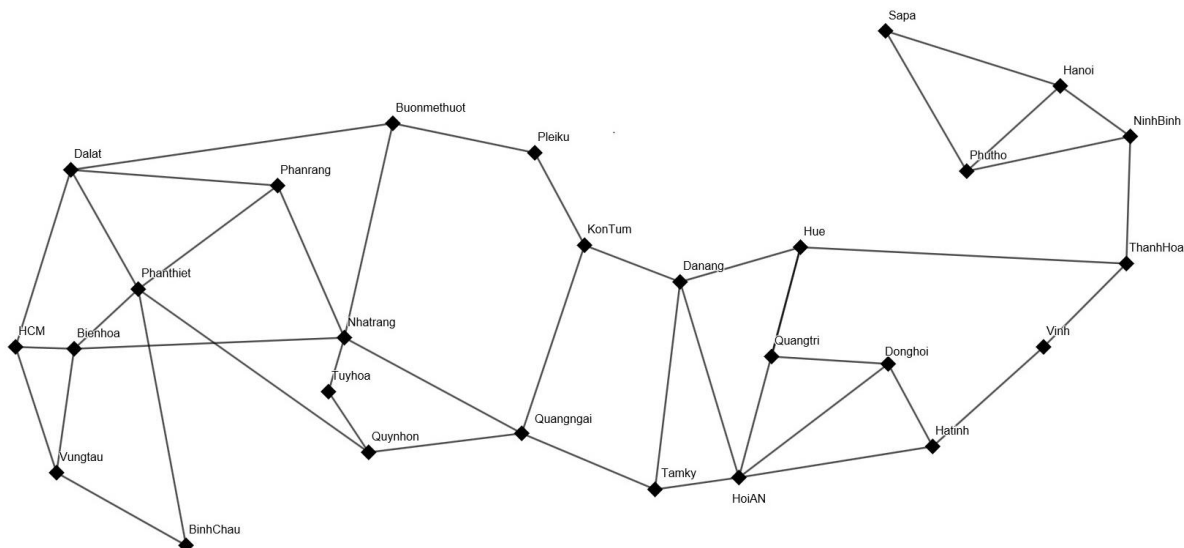 Sapa
Hanoi
Buonmethuot
NinhBinh
Pleiku
Dalat
Phutho
Phanrang
KonTum
Hue
ThanhHoa
Danang
Phanthiet
Nhatrang
HCM
Bienhoa
Vinh
Quangtri
Donghoi
Tuyhoa
Quangngai
Hatinh
Quynhon
Vungtau
Tamky
HoiAN
BinhChau